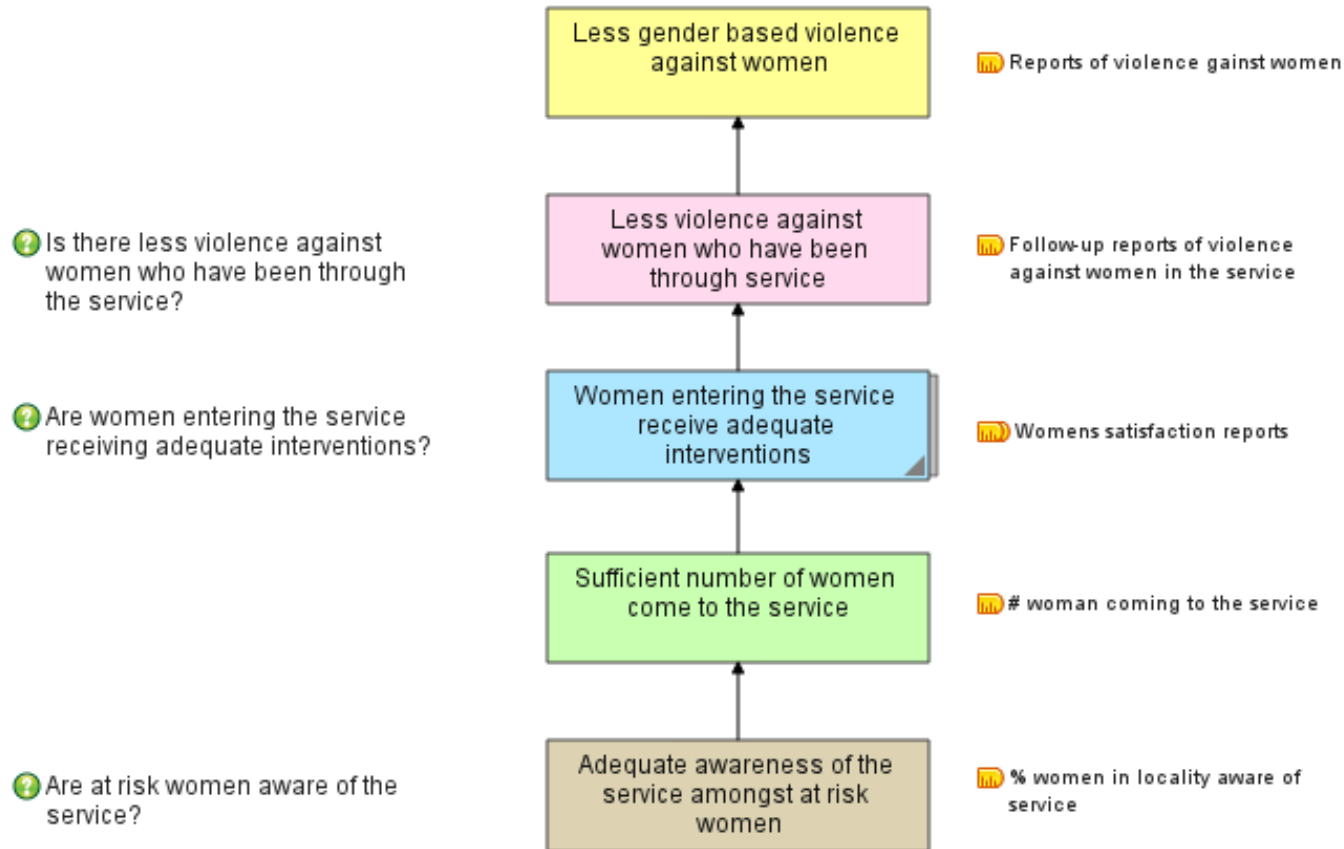 Less gender based violence
against women
Reports of violence gainst women
Is there less violence against
women who have been through
the service?
Less violence against
women who have been
through service
Follow-up reports of violence
against women in the service
Are women entering the service
receiving adequate interventions?
Women entering the service
receive adequate
interventions
Womens satisfaction reports
Sufficient number of women
come to the service
# woman coming to the service
Are at risk women aware of the
service?
Adequate awareness of the
service amongst at risk
women
% women in locality aware of
service